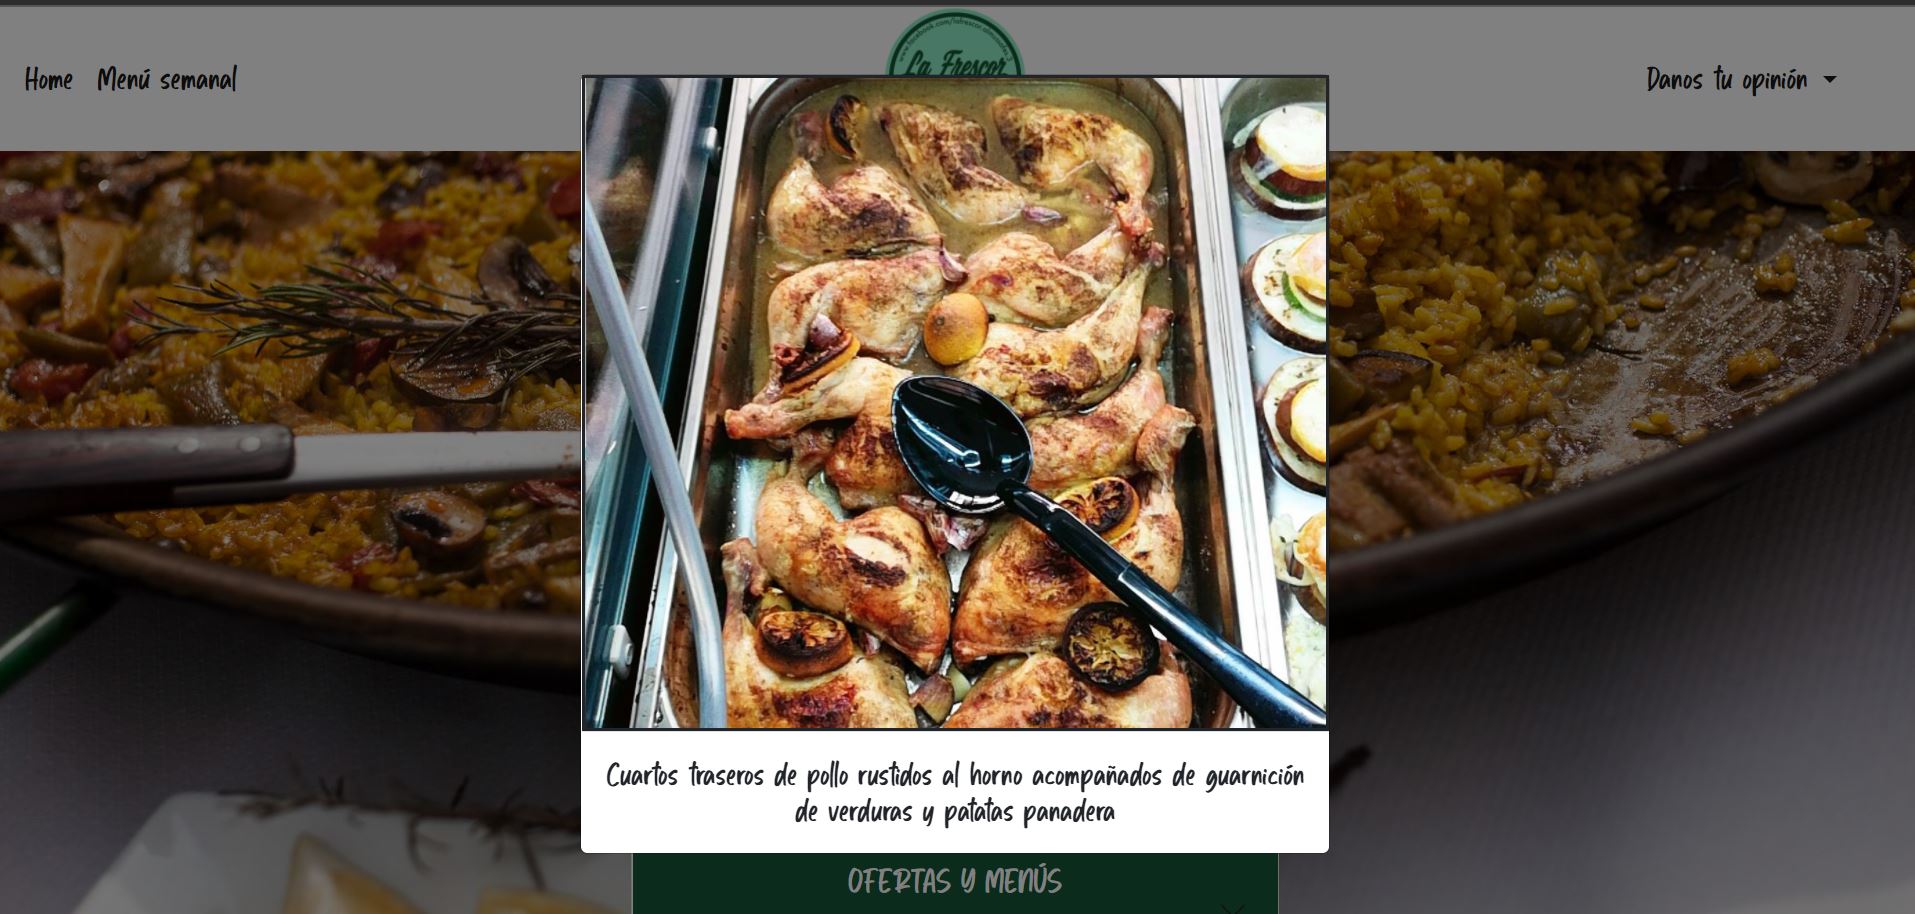 Home Menú semanal
La Frescor
Danos tu opinión
Cuartos traseros de pollo rustidos al horno acompañados de guarnición
de verduras y patatas panadera
OFERTAS Y MENÚS